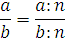 a/b = a:n/b:n